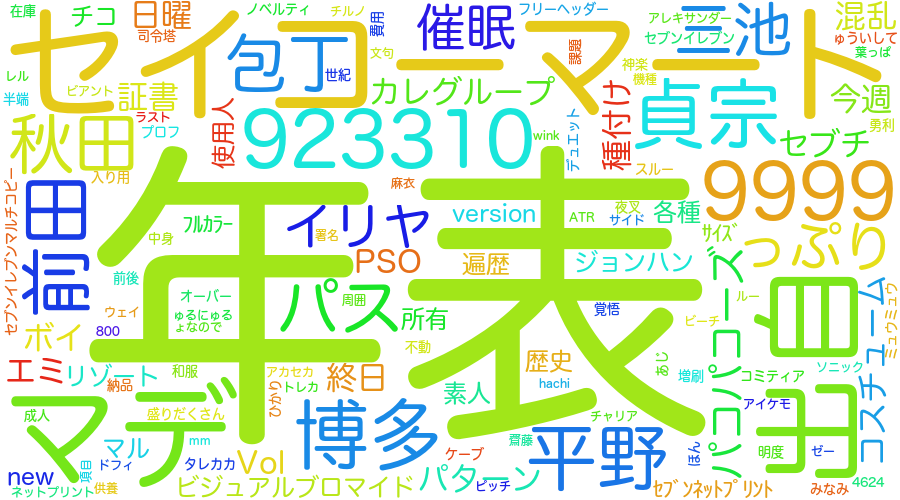 在庫
チコ
日曜
司令塔
ノベルティ
チルノ
費用
催眠
フリーヘッダー
アレキサンダー
セブンイレブン
三池
混乱
ゅういして
葉っぱ
セイコーマート
レル
ビアント
半端
証書
ラスト
プロフ
包丁
世紀
文句
カレグループ
課題
神楽
機種
今週
勇利
秋田
使用人
923310
wink
デュエット
種付け
貞宗
セブチ
スルー
入り用
麻衣
9999
セブンイレブンマルチコピー
前田
年表
フルカラー
イリヤ
署名
version
ATR
夜叉
サイド
各種
サイズ
っぷり
中身
PSO
遍歴
ジョンハン
前後
オーバー
パス
周囲
所有
覚悟
ルー
ビーチ
ウェイ
800
ゅるにゅる
ょなので
ボイ
不動
自宅
コスチューム
ミュウミュウ
エミ
リゾート
納品
和服
アカセカ
トレカ
ひかり
終日
歴史
素人
hachi
あじ
増刷
コミティア
ソニック
パコパコーズ
マデ
成人
盛りだくさん
博多
チャリア
アイケモ
マル
mm
齋藤
平野
ほん
明度
ゼー
new
項目
ドフィ
タレカカ
Vol
ケープ
ピッチ
パターン
ネットプリント
供養
ビジュアルブロマイド
セブンネットプリント
みなみ
4624